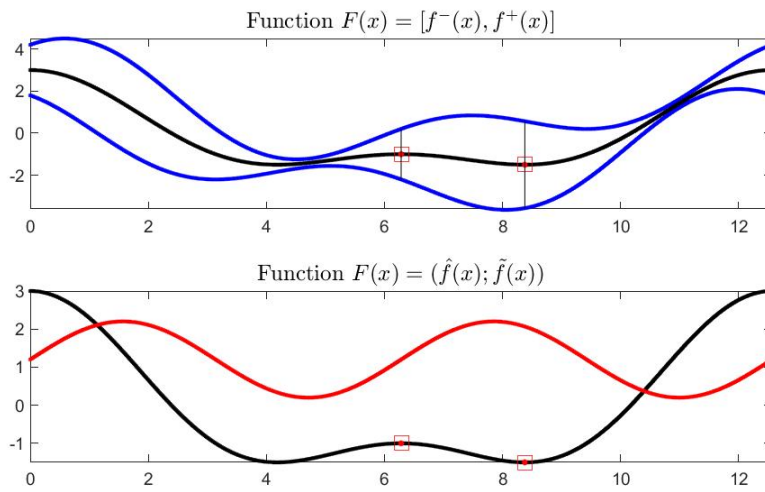 Function F(x) = [f⁻(x), f⁺(x)]
4
2
0
-2
0 2 4 6 8 10 12
Function F(x) = (f̂(x); f̃(x))
3
2
1
0
-1
0 2 4 6 8 10 12